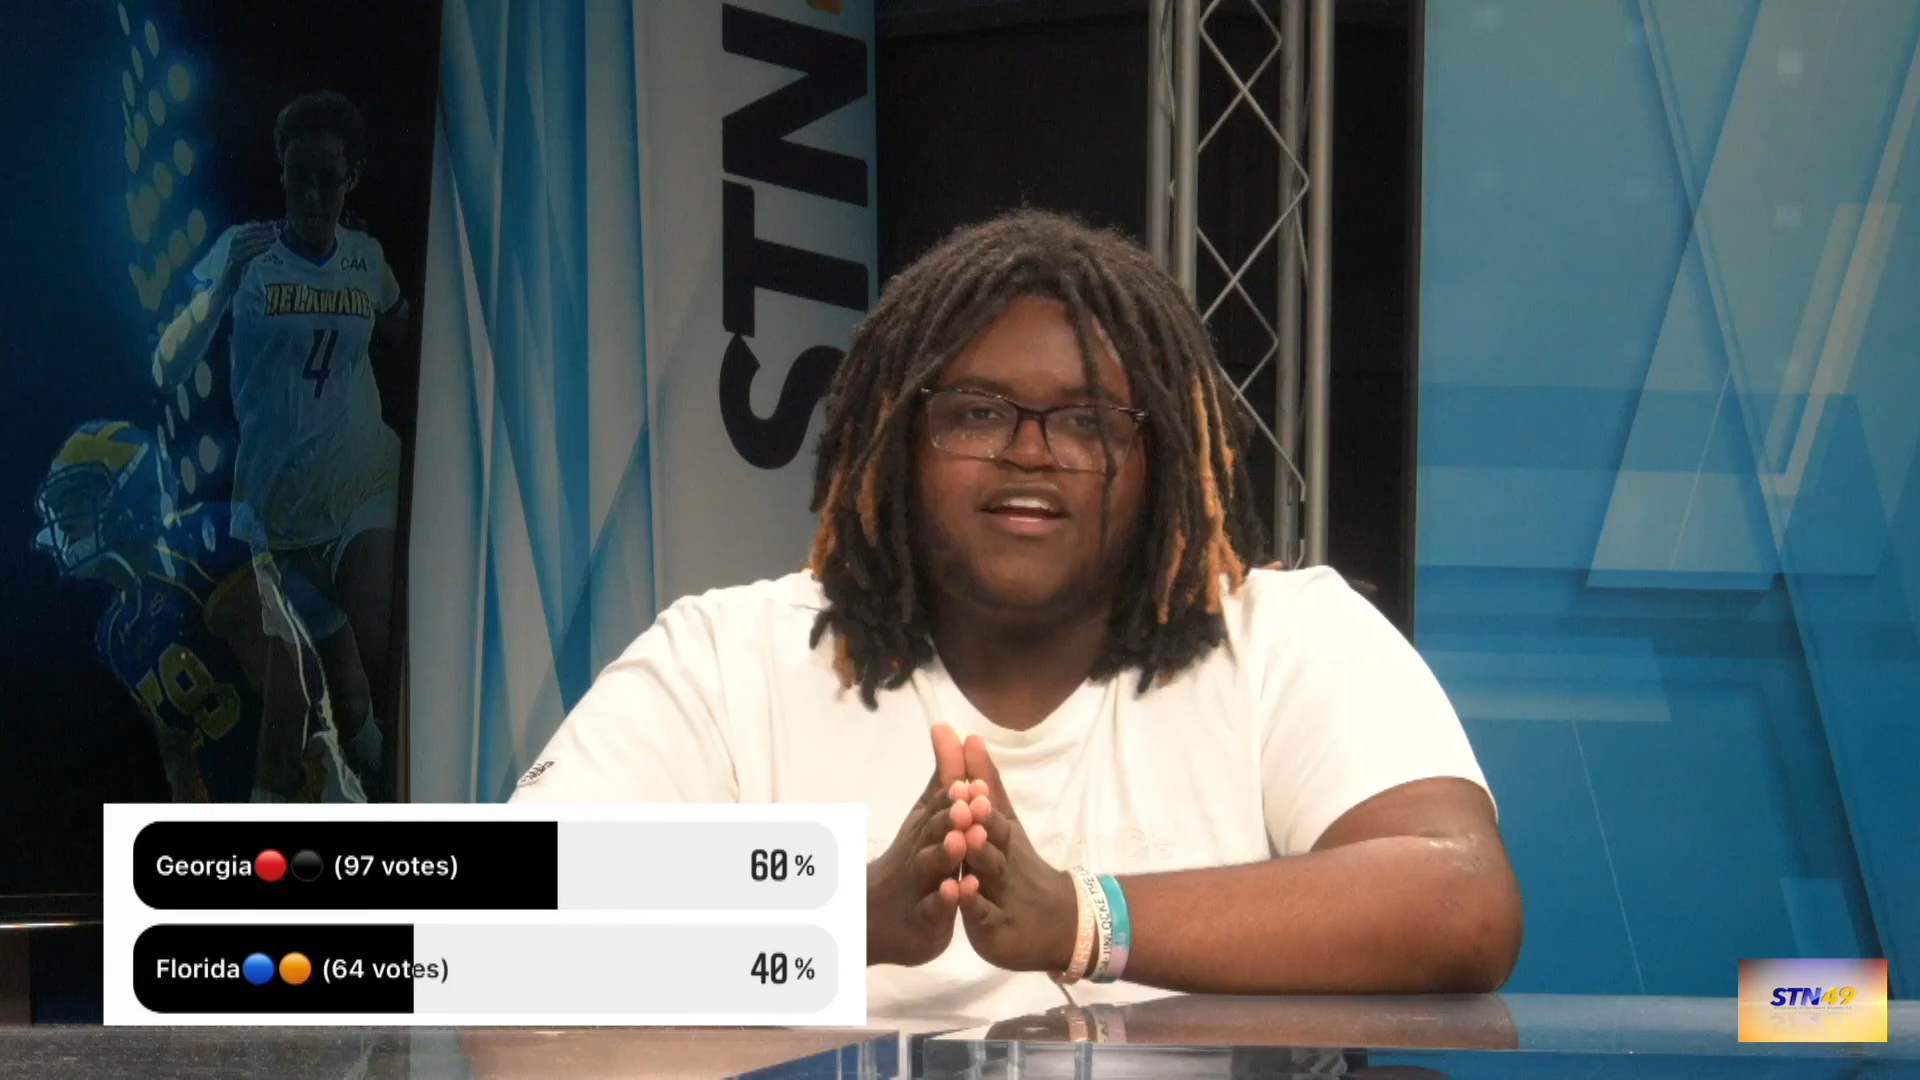 STN
CAA
DELAWARE
4
Georgia🔴⚫ (97 votes)
60%
Florida🔵🟠 (64 votes)
40%
STN49